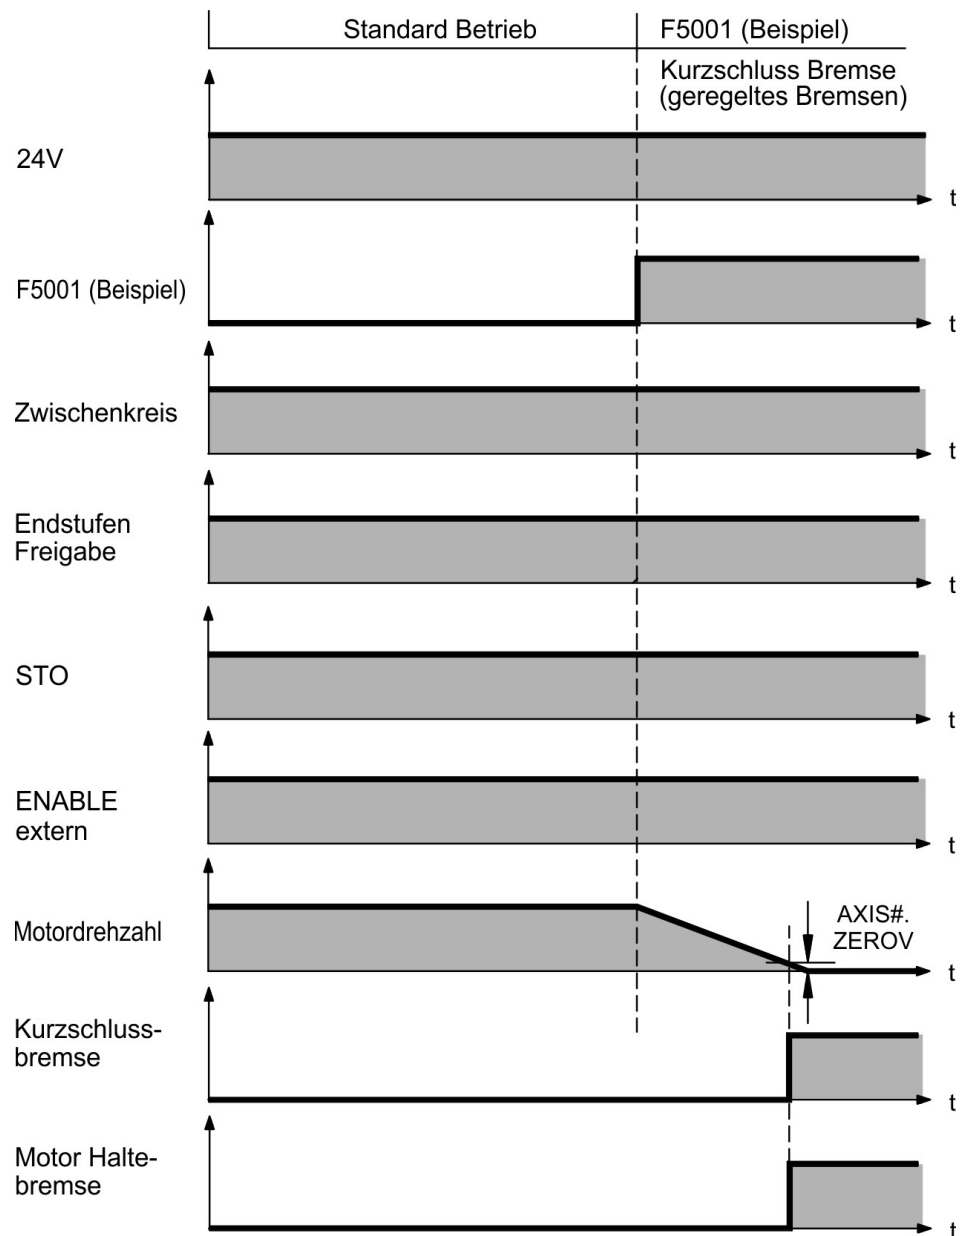 Standard Betrieb
F5001 (Beispiel)
Kurzschluss Bremse
(geregeltes Bremsen)
24V
t
F5001 (Beispiel)
t
Zwischenkreis
t
Endstufen
Freigabe
t
STO
t
ENABLE
extern
t
Motordrehzahl
AXIS#.
ZEROV
t
Kurzschluss-
bremse
t
Motor Halte-
bremse
t